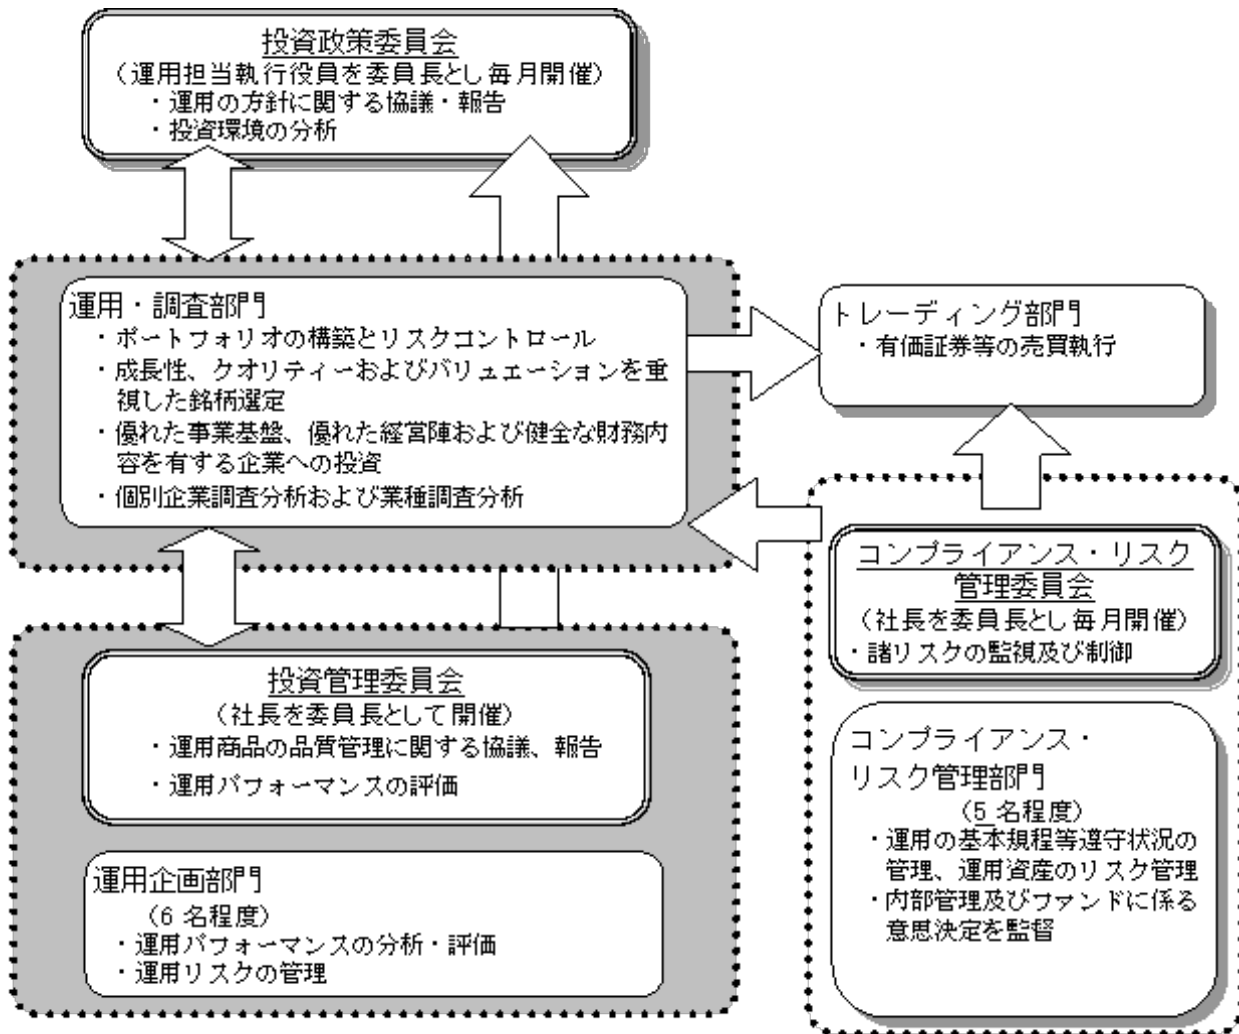 投資政策委員会
（運用担当執行役員を委員長とし毎月開催）
・運用の方針に関する協議・報告
・投資環境の分析
運用・調査部門
・ポートフォリオの構築とリスクコントロール
・成長性、クオリティーおよびバリュエーションを重
視した銘柄選定
・優れた事業基盤、優れた経営陣および健全な財務内
容を有する企業への投資
・個別企業調査分析および業種調査分析
トレーディング部門
・有価証券等の売買執行
投資管理委員会
（社長を委員長として開催）
・運用商品の品質管理に関する協議、報告
・運用パフォーマンスの評価
運用企画部門
（6 名程度）
・運用パフォーマンスの分析・評価
・運用リスクの管理
コンプライアンス・リスク
管理委員会
（社長を委員長とし毎月開催）
・諸リスクの監視及び制御
コンプライアンス・
リスク管理部門
（5 名程度）
・運用の基本規程等遵守状況の
管理、運用資産のリスク管理
・内部管理及びファンドに係る
意思決定を監督